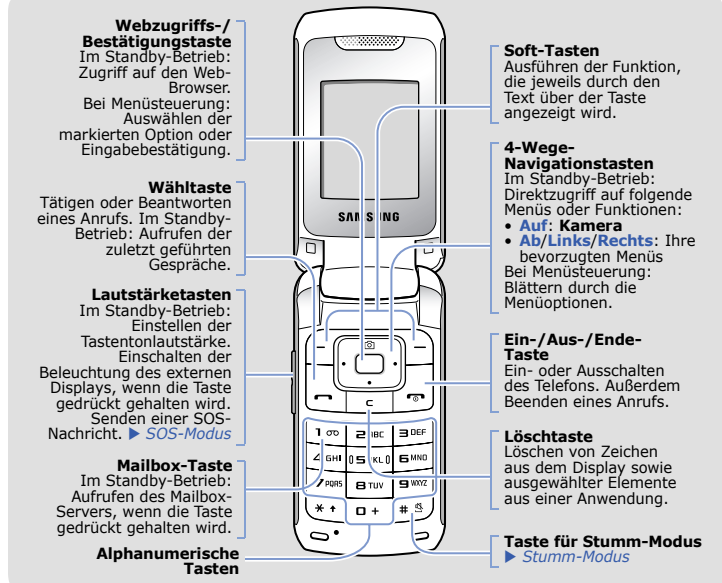 Webzugriffs-/
Bestätigungstaste
Im Standby-Betrieb:
Zugriff auf den Web-
Browser.
Bei Menüsteuerung:
Auswählen der
markierten Option oder
Eingabebestätigung.
Wähltaste
Tätigen oder Beantworten
eines Anrufs. Im Standby-
Betrieb: Aufrufen der
zuletzt geführten
Gespräche.
Lautstärketasten
Im Standby-Betrieb:
Einstellen der
Tastentonlautstärke.
Einschalten der
Beleuchtung des externen
Displays, wenn die Taste
gedrückt gehalten wird.
Senden einer SOS-
Nachricht. ▶ SOS-Modus
Mailbox-Taste
Im Standby-Betrieb:
Aufrufen des Mailbox-
Servers, wenn die Taste
gedrückt gehalten wird.
Alphanumerische
Tasten
SAMSUNG
C
1 2 ABC 3 DEF
4 GHI 5 JKL 6 MNO
7 PQRS 8 TUV 9 WXYZ
* 0 + #
Soft-Tasten
Ausführen der Funktion,
die jeweils durch den
Text über der Taste
angezeigt wird.
4-Wege-
Navigationstasten
Im Standby-Betrieb:
Direktzugriff auf folgende
Menüs oder Funktionen:
• Auf: Kamera
• Ab/Links/Rechts: Ihre
bevorzugten Menüs
Bei Menüsteuerung:
Blättern durch die
Menüoptionen.
Ein-/Aus-/Ende-
Taste
Ein- oder Ausschalten
des Telefons. Außerdem
Beenden eines Anrufs.
Löschtaste
Löschen von Zeichen
aus dem Display sowie
ausgewählter Elemente
aus einer Anwendung.
Taste für Stumm-Modus
▶ Stumm-Modus